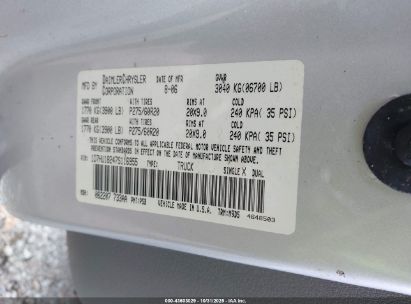 MFD BY DAIMLERCHRYSLER CORPORATION DATE OF MFR 8-06 GVWR 3040 KG(06700 LB)
GAWR FRONT WITH TIRES RIMS AT COLD
1770 KG(3900 LB) P275/60R20 20X9.0 240 KPA( 35 PSI)
GAWR REAR WITH TIRES RIMS AT COLD
1770 KG(3900 LB) P275/60R20 20X9.0 240 KPA( 35 PSI)
THIS VEHICLE CONFORMS TO ALL APPLICABLE FEDERAL MOTOR VEHICLE SAFETY, BUMPER AND THEFT
PREVENTION STANDARDS IN EFFECT ON THE DATE OF MANUFACTURE SHOWN ABOVE.
TYPE: TRUCK SINGLE X DUAL
VEHICLE MADE IN U.S.A.
4648503